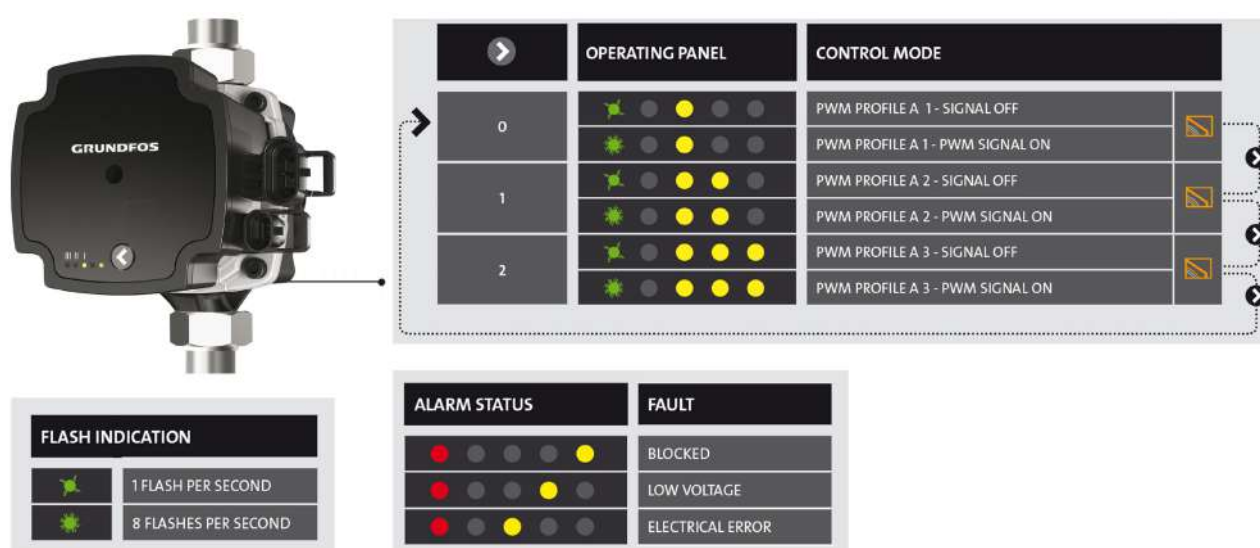 GRUNDFOS
III II I
OPERATING PANEL
CONTROL MODE
0
PWM PROFILE A 1 - SIGNAL OFF
PWM PROFILE A 1 - PWM SIGNAL ON
1
PWM PROFILE A 2 - SIGNAL OFF
PWM PROFILE A 2 - PWM SIGNAL ON
2
PWM PROFILE A 3 - SIGNAL OFF
PWM PROFILE A 3 - PWM SIGNAL ON
FLASH INDICATION
1 FLASH PER SECOND
8 FLASHES PER SECOND
ALARM STATUS
FAULT
BLOCKED
LOW VOLTAGE
ELECTRICAL ERROR